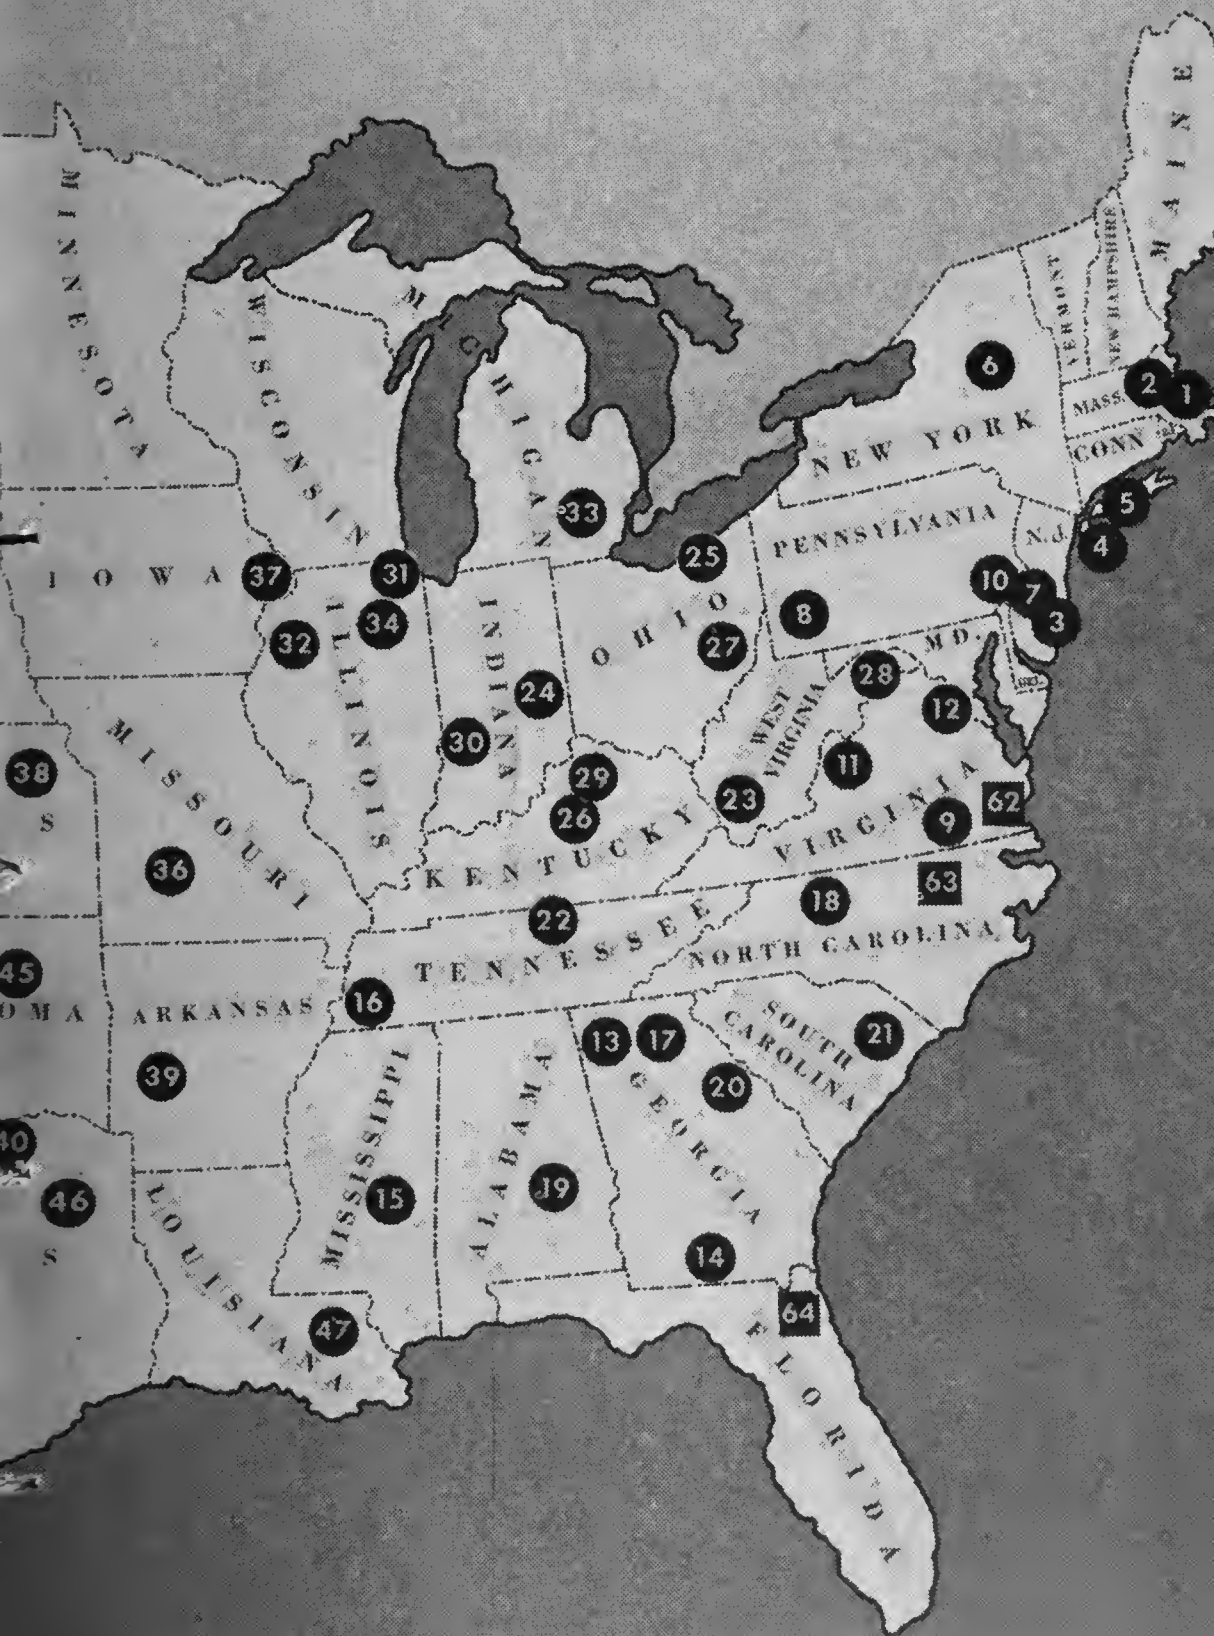 MAINE
MINNESOTA
VERMONT
NEW HAMPSHIRE
WISCONSIN
MICHIGAN
6
2
1
MASS.
NEW YORK
CONN
5
33
PENNSYLVANIA
N.J.
4
25
IOWA
37
31
10
7
3
8
32
34
ILLINOIS
INDIANA
OHIO
27
MD.
28
24
12
WEST
VIRGINIA
30
11
MISSOURI
38
29
23
62
S
26
9
VIRGINIA
KENTUCKY
36
63
18
22
TENNESSEE
NORTH CAROLINA
45
16
OMA
ARKANSAS
SOUTH
CAROLINA
21
13
17
39
20
GEORGIA
MISSISSIPPI
ALABAMA
40
46
15
19
S
LOUISIANA
14
47
64
FLORIDA